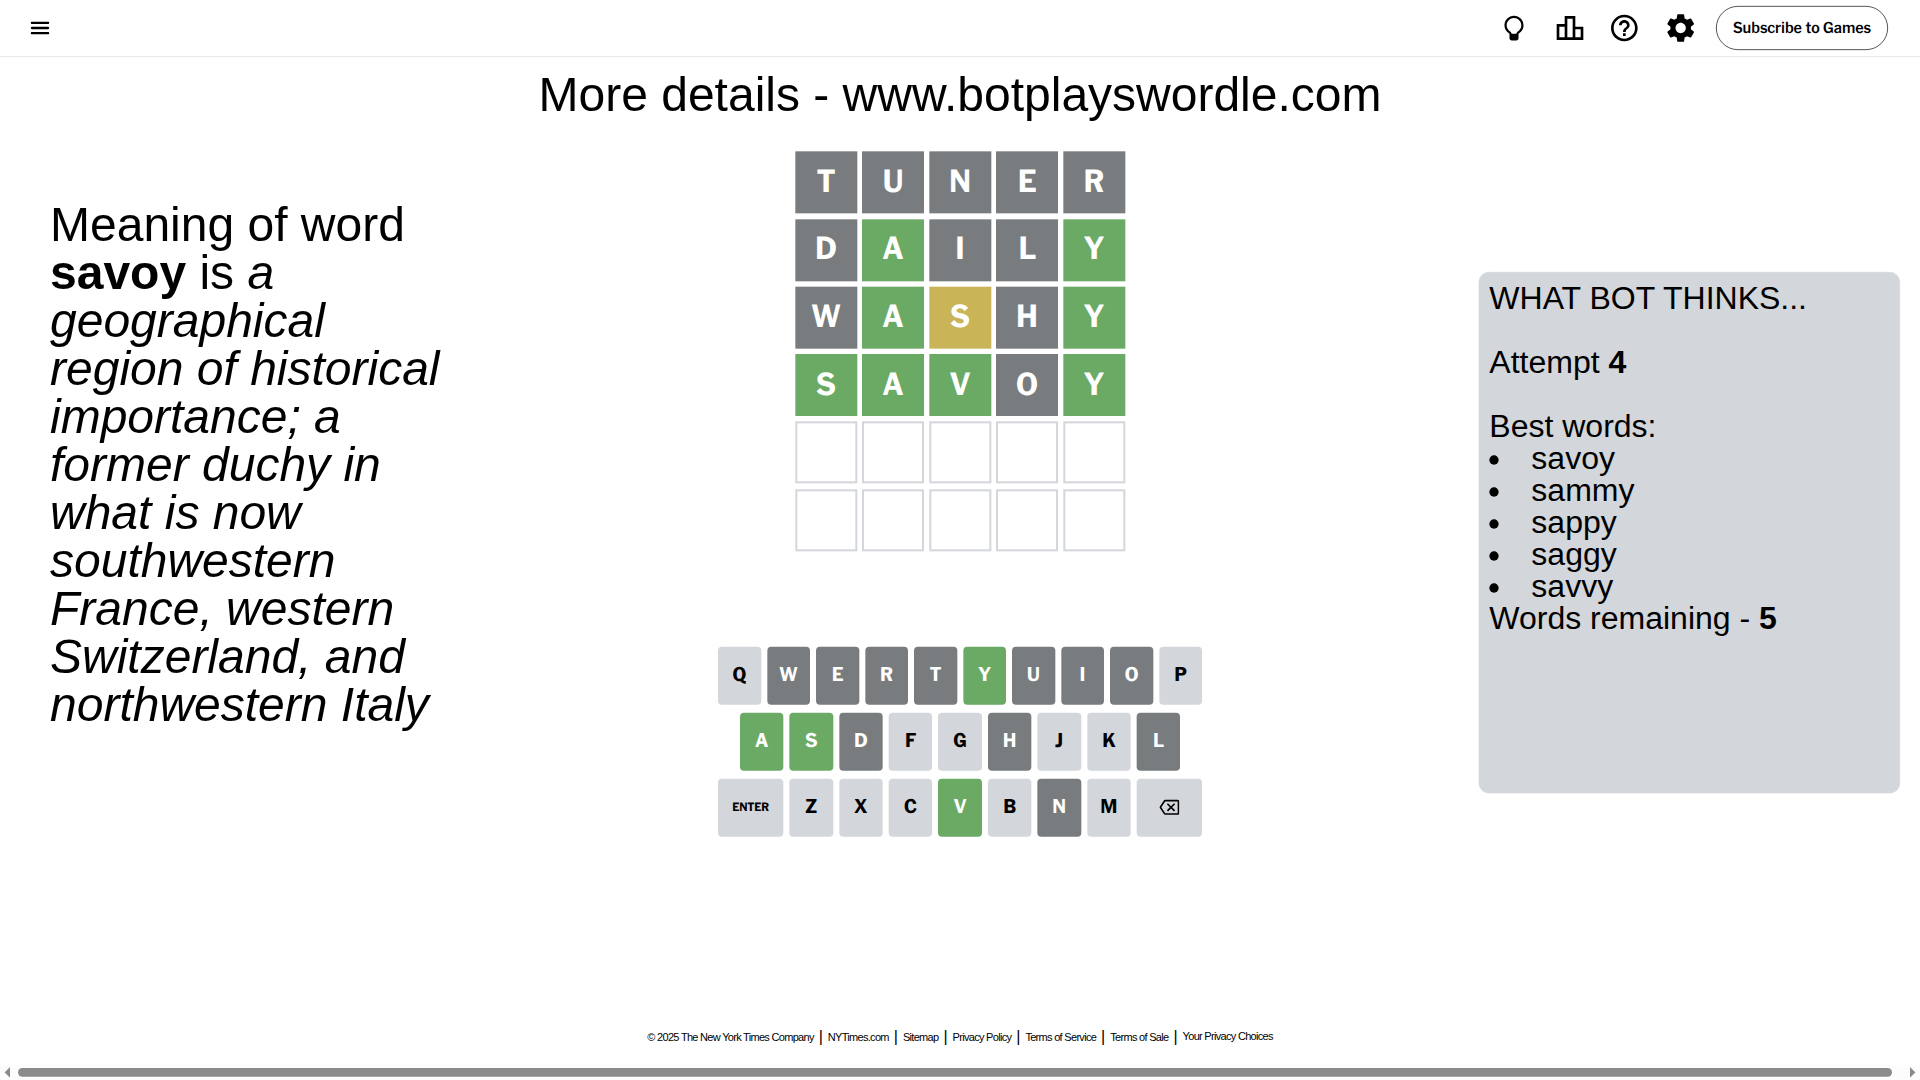 Subscribe to Games
More details - www.botplayswordle.com
Meaning of word
savoy is a
geographical
region of historical
importance; a
former duchy in
what is now
southwestern
France, western
Switzerland, and
northwestern Italy
T U N E R
D A I L Y
W A S H Y
S A V O Y
WHAT BOT THINKS...
Attempt 4
Best words:
savoy
sammy
sappy
saggy
savvy
Words remaining - 5
Q W E R T Y U I O P
A S D F G H J K L
ENTER Z X C V B N M
© 2025 The New York Times Company | NYTimes.com | Sitemap | Privacy Policy | Terms of Service | Terms of Sale | Your Privacy Choices